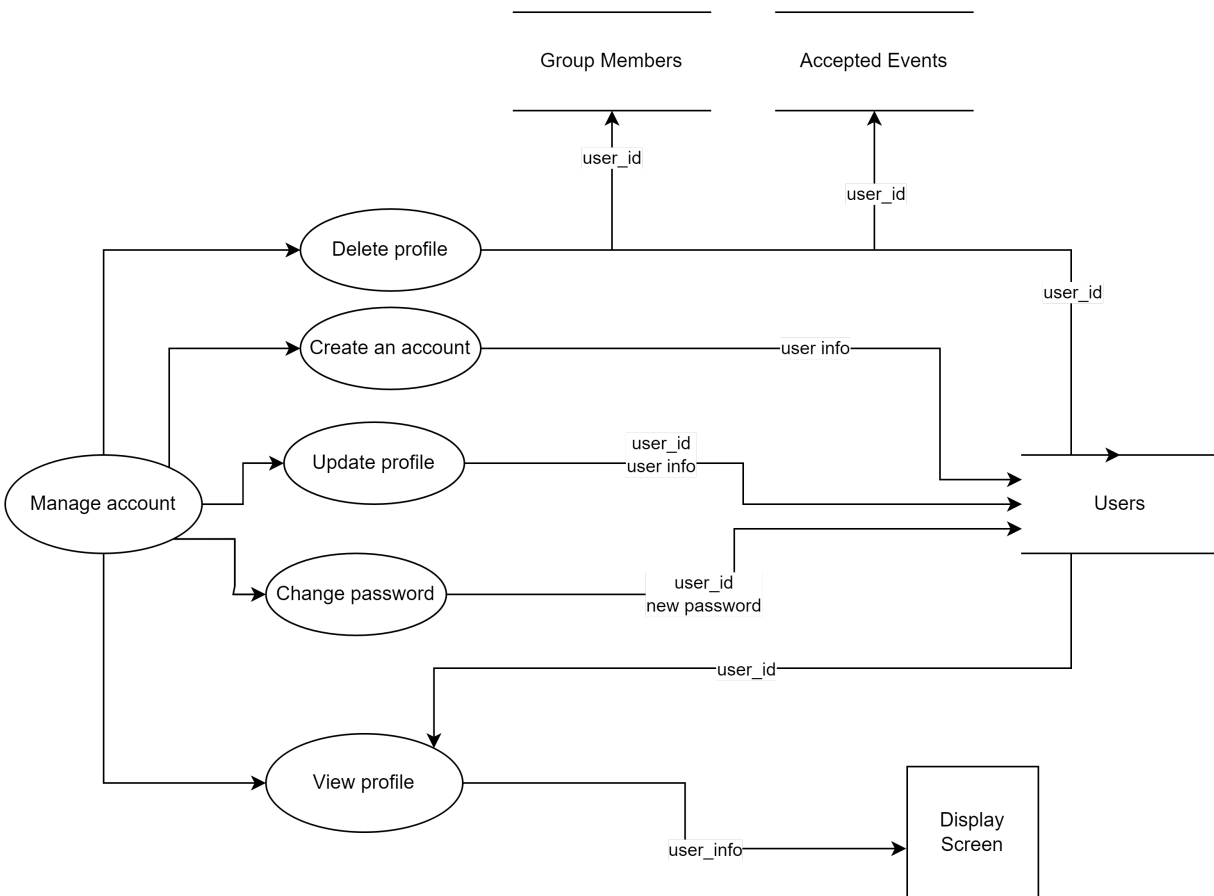 Group Members
Accepted Events
user_id
user_id
Delete profile
user_id
Create an account
user info
user_id
user info
Update profile
Manage account
Users
Change password
user_id
new password
user_id
View profile
Display
Screen
user_info